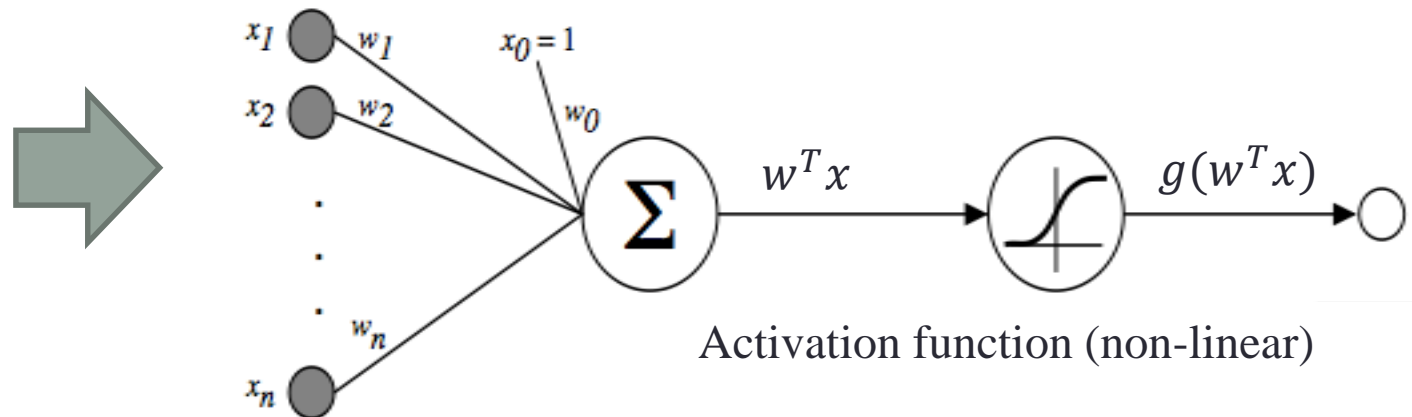 x₁ w₁
x₀ = 1
x₂ w₂
w₀
Σ
wᵀx
g(wᵀx)
.
.
.
wₙ
xₙ
Activation function (non-linear)